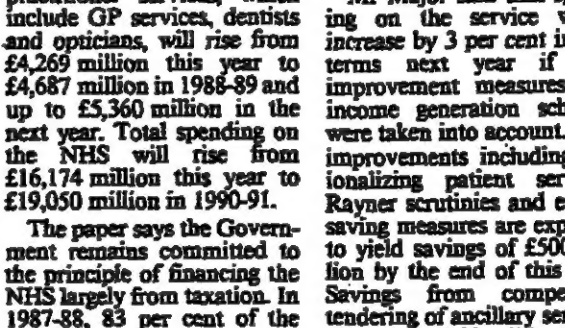 include GP services, dentists
and opticians, will rise from
£4,269 million this year to
£4,687 million in 1988-89 and
up to £5,360 million in the
next year. Total spending on
the NHS will rise from
£16,174 million this year to
£19,050 million in 1990-91.
The paper says the Govern-
ment remains committed to
the principle of financing the
NHS largely from taxation. In
1987-88, 83 per cent of the
ing on the service
increase by 3 per cent
terms next year if
improvement measures
income generation
were taken into account.
improvements including
ionalizing patient
Rayner scrutinies and
saving measures are
to yield savings of £500
lion by the end of this
Savings from
tendering of ancillary